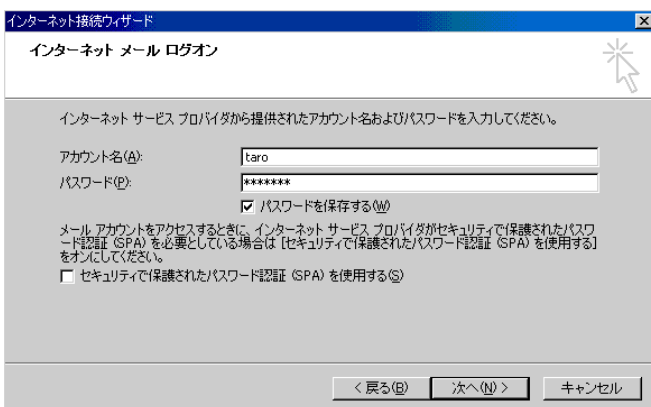 インターネット接続ウィザード
インターネット メール ログオン
インターネット サービス プロバイダから提供されたアカウント名およびパスワードを入力してください。
アカウント名(A):
taro
パスワード(P):
*******
パスワードを保存する(W)
メール アカウントをアクセスするときに、インターネット サービス プロバイダがセキュリティで保護されたパスワ
ード認証 (SPA) を必要としている場合は [セキュリティで保護されたパスワード認証 (SPA) を使用する]
をオンにしてください。
セキュリティで保護されたパスワード認証 (SPA) を使用する(S)
< 戻る(B)
次へ(N) >
キャンセル